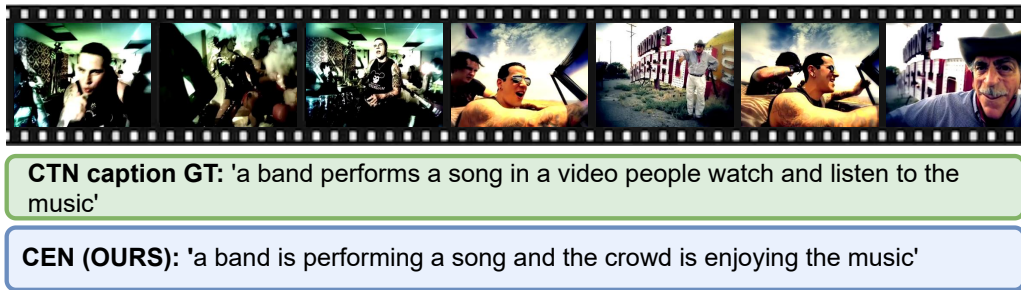 CTN caption GT: 'a band performs a song in a video people watch and listen to the
music'
CEN (OURS): 'a band is performing a song and the crowd is enjoying the music'